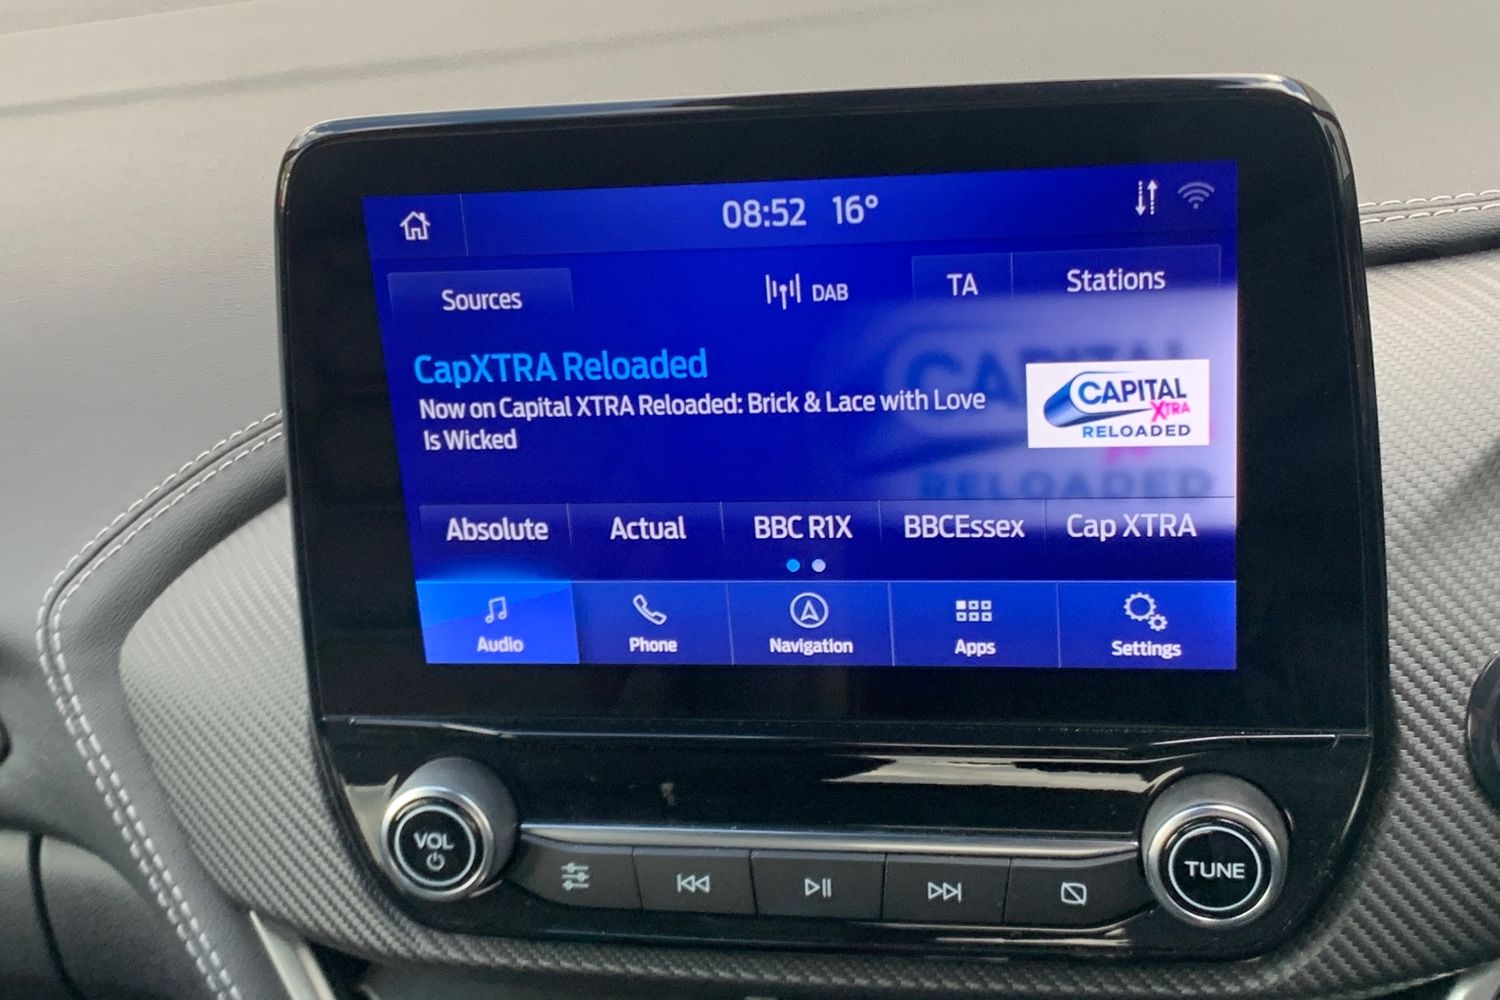 08:52 16°
Sources
DAB
TA
Stations
CapXTRA Reloaded
Now on Capital XTRA Reloaded: Brick & Lace with Love
Is Wicked
CAPITAL
XTRA
RELOADED
Absolute
Actual
BBC R1X
BBCEssex
Cap XTRA
Audio
Phone
Navigation
Apps
Settings
VOL
TUNE